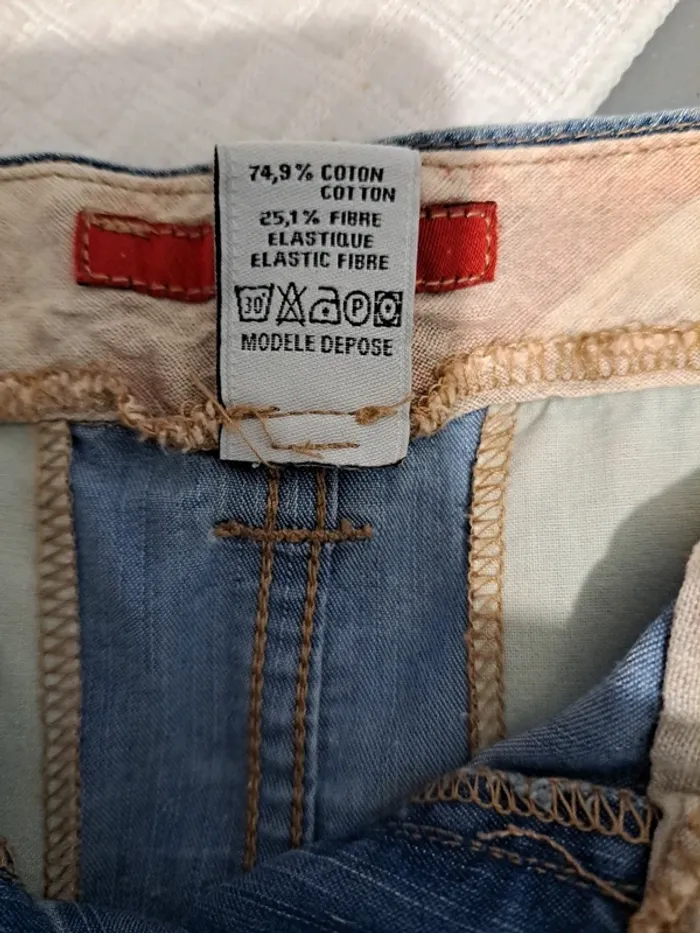 74,9% COTON
COTTON
25,1% FIBRE
ELASTIQUE
ELASTIC FIBRE
30° P
MODELE DEPOSE